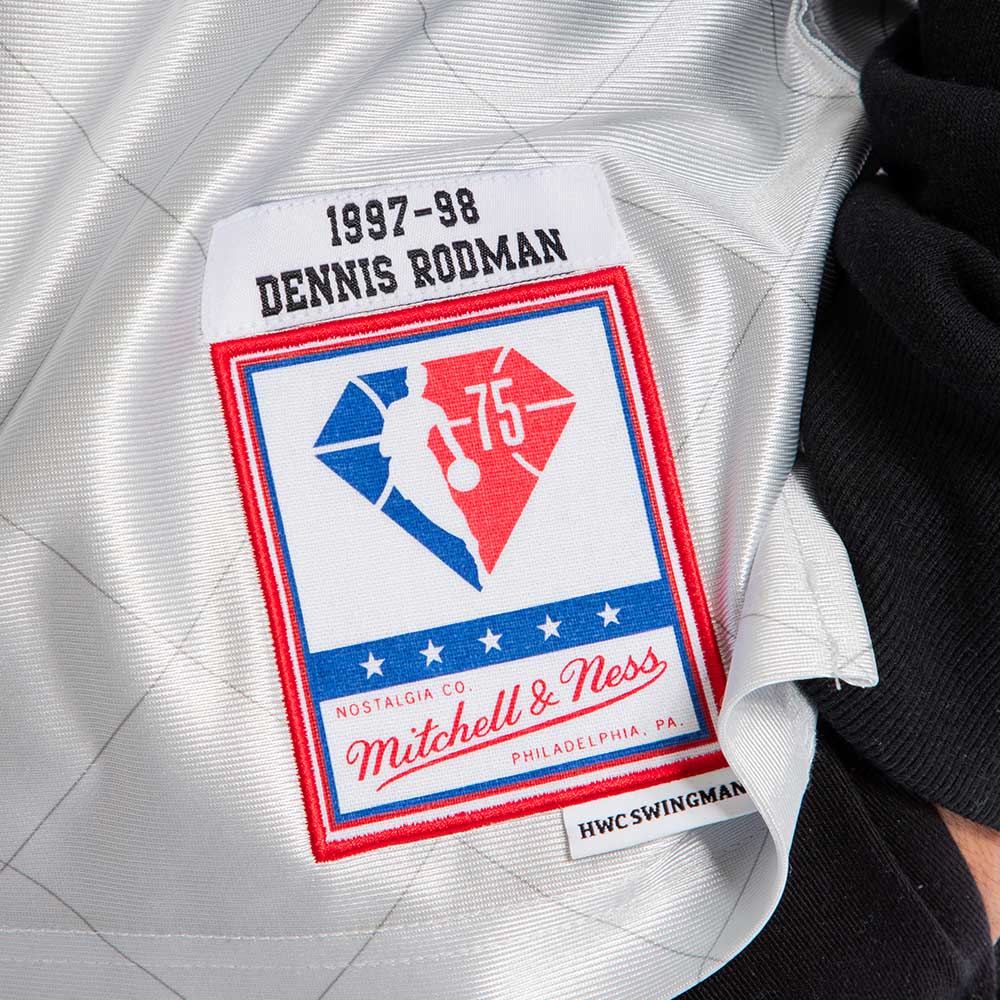 1997-98
DENNIS RODMAN
75
NOSTALGIA CO.
Mitchell & Ness
PHILADELPHIA, PA.
HWC SWINGMAN